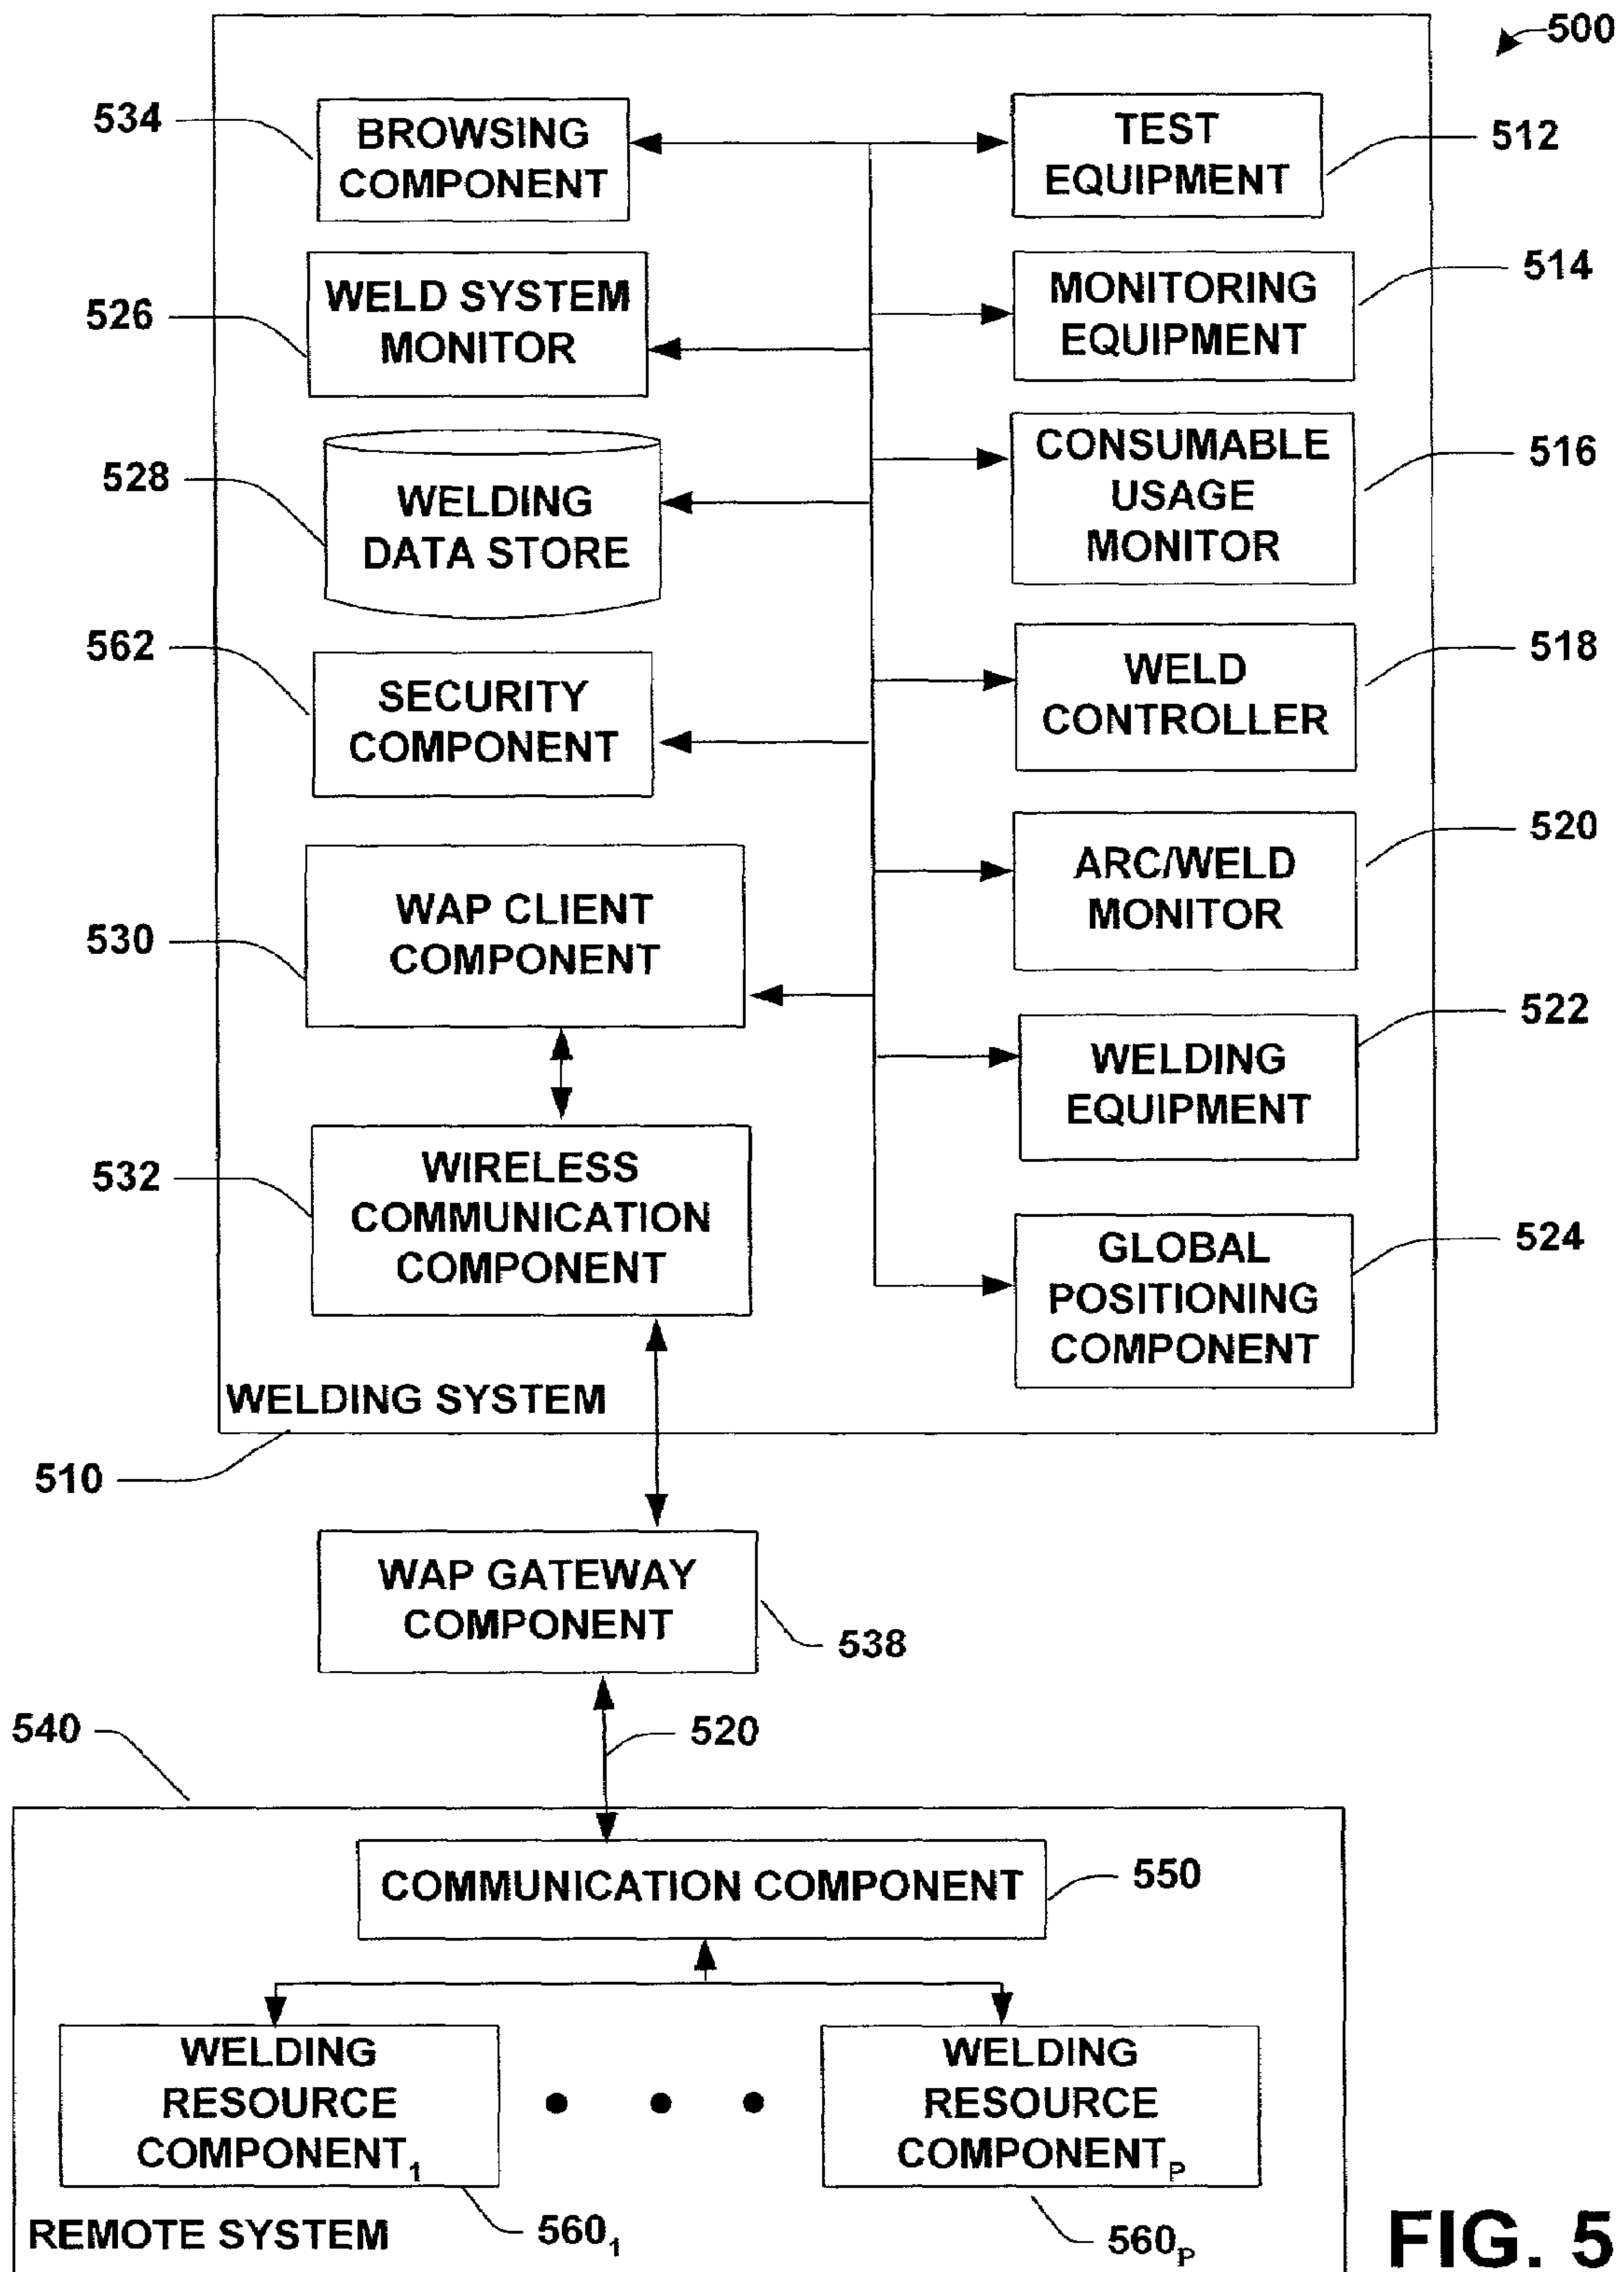 500
534
BROWSING
COMPONENT
TEST
EQUIPMENT
512
526
WELD SYSTEM
MONITOR
MONITORING
EQUIPMENT
514
528
WELDING
DATA STORE
CONSUMABLE
USAGE
MONITOR
516
562
SECURITY
COMPONENT
WELD
CONTROLLER
518
530
WAP CLIENT
COMPONENT
ARC/WELD
MONITOR
520
WELDING
EQUIPMENT
522
532
WIRELESS
COMMUNICATION
COMPONENT
GLOBAL
POSITIONING
COMPONENT
524
WELDING SYSTEM
510
WAP GATEWAY
COMPONENT
538
540
520
COMMUNICATION COMPONENT
550
WELDING
RESOURCE
COMPONENT1
WELDING
RESOURCE
COMPONENTP
REMOTE SYSTEM
5601
560P
FIG. 5